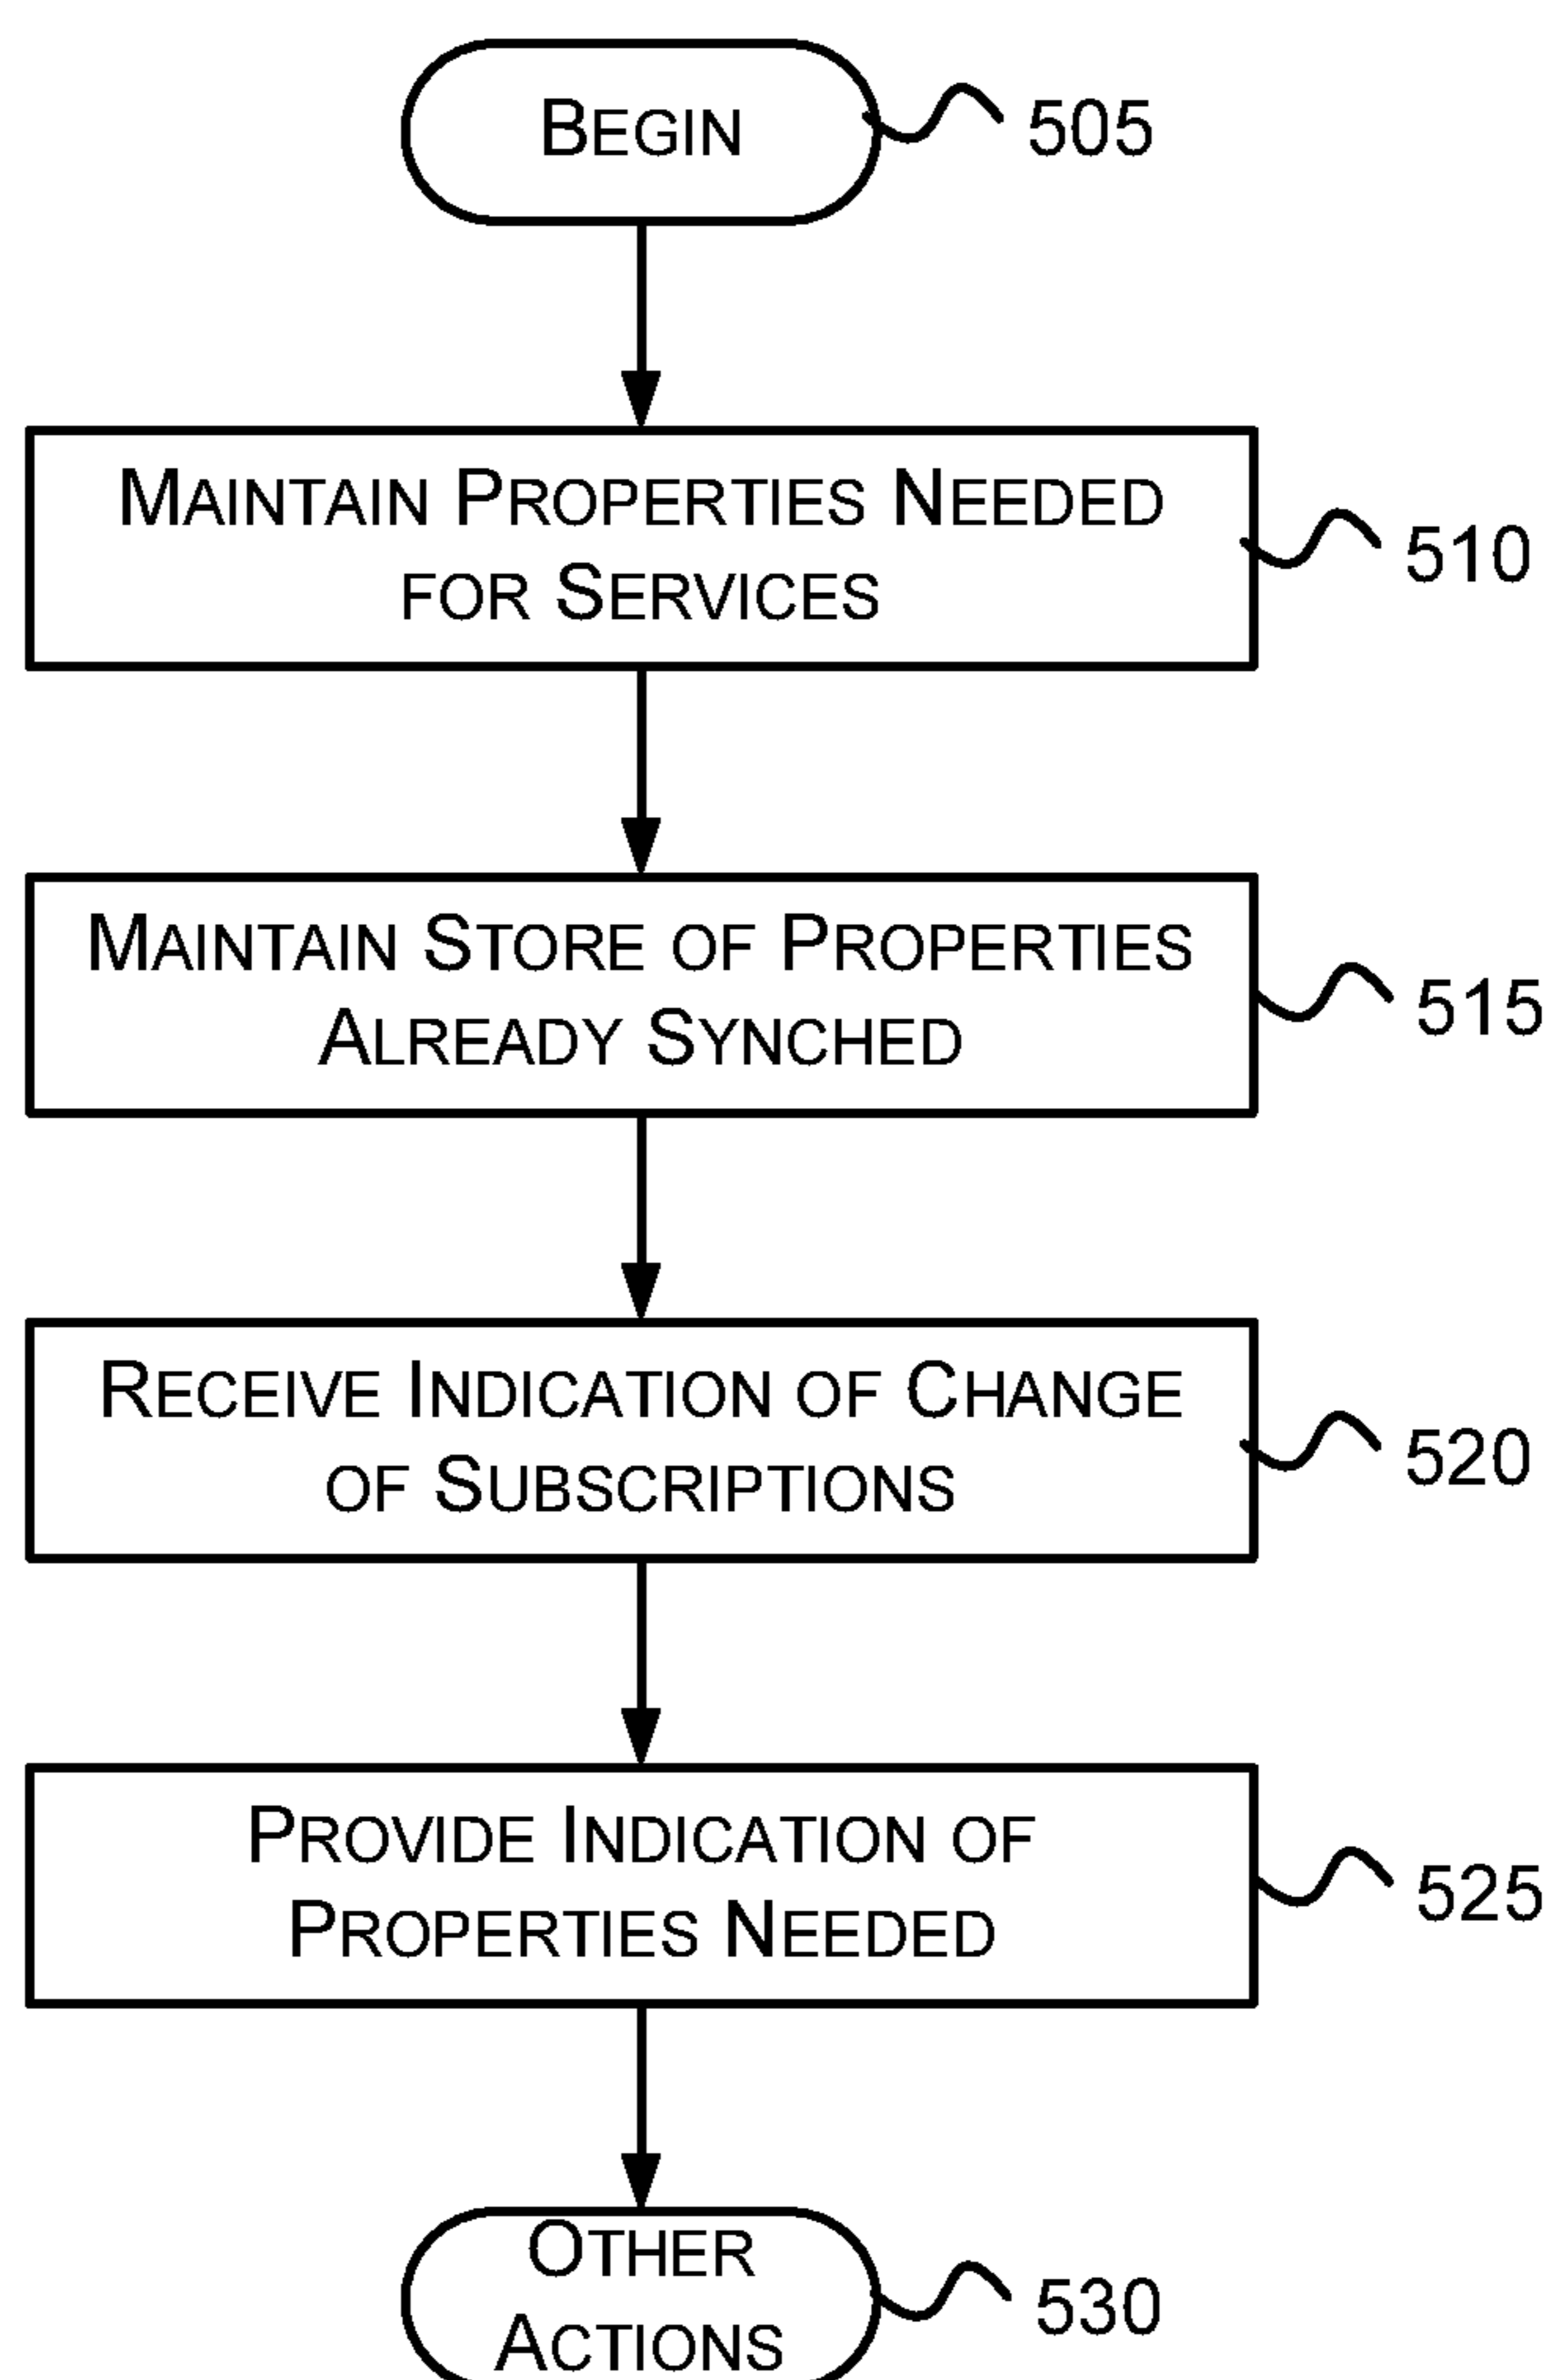 BEGIN
505
MAINTAIN PROPERTIES NEEDED
FOR SERVICES
510
MAINTAIN STORE OF PROPERTIES
ALREADY SYNCHED
515
RECEIVE INDICATION OF CHANGE
OF SUBSCRIPTIONS
520
PROVIDE INDICATION OF
PROPERTIES NEEDED
525
OTHER
ACTIONS
530